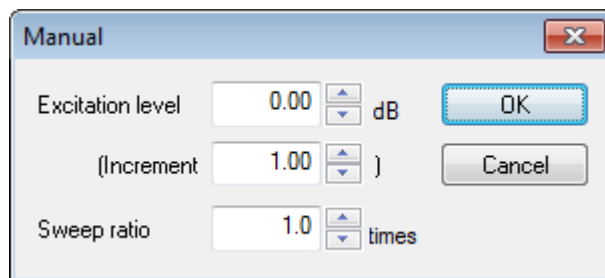 Manual
Excitation level 0.00 dB OK
(Increment 1.00 ) Cancel
Sweep ratio 1.0 times